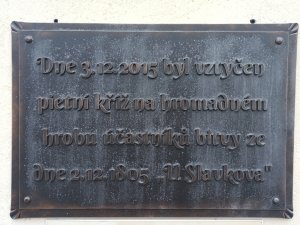 Dne 3.12.2015 byl vztyčen
pietní kříž na hromadném
hrobu účastníků bitvy ze
dne 2.12.1805 „U Slavkova"